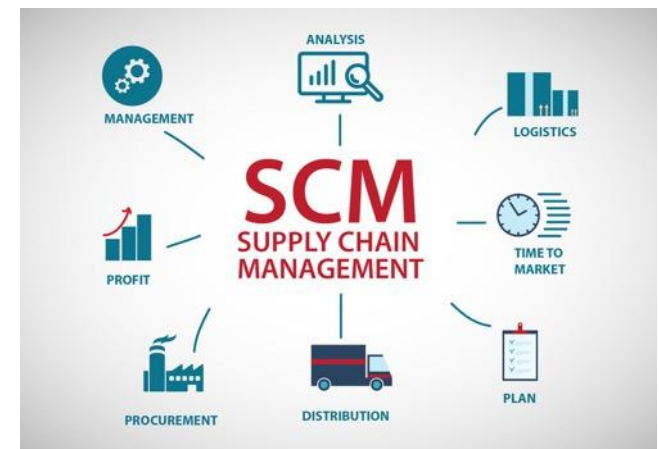 ANALYSIS
MANAGEMENT
LOGISTICS
SCM
SUPPLY CHAIN
MANAGEMENT
TIME TO
MARKET
PROFIT
PLAN
PROCUREMENT
DISTRIBUTION